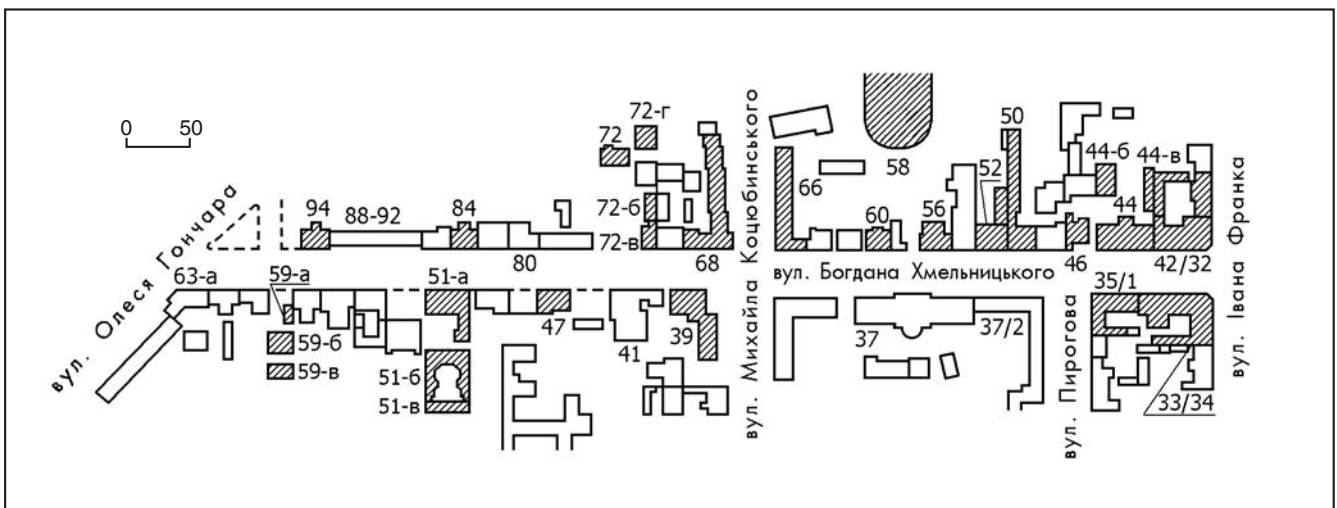 0 50
вул. Олеся Гончара
94
88-92
84
80
72
72-г
72-б
72-в
68
вул. Михайла Коцюбинського
66
58
60
56
52
50
44-б
44-в
44
46
42/32
вул. Івана Франка
вул. Богдана Хмельницького
63-а
59-а
59-б
59-в
51-а
51-б
51-в
47
41
39
37
37/2
вул. Пирогова
35/1
33/34